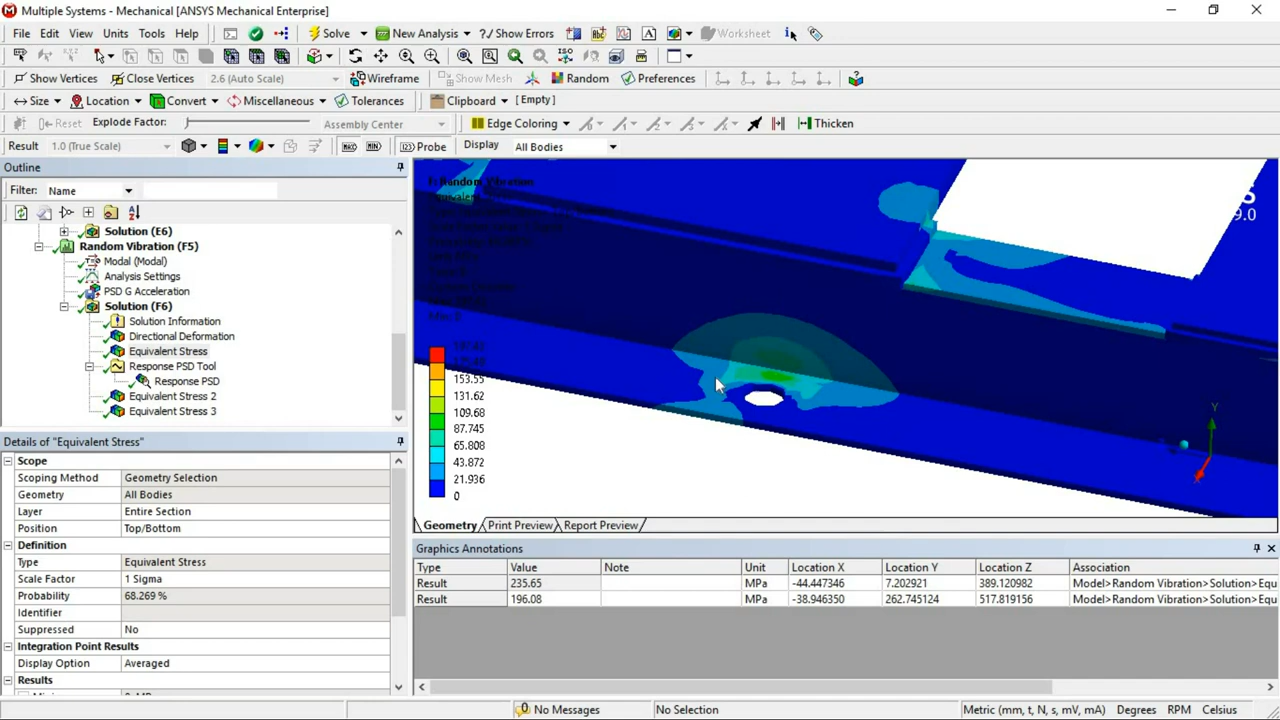 Multiple Systems - Mechanical [ANSYS Mechanical Enterprise]
File Edit View Units Tools Help Solve New Analysis ?/ Show Errors Worksheet
Show Vertices Close Vertices 2.6 (Auto Scale) Wireframe Show Mesh Random Preferences
Size Location Convert Miscellaneous Tolerances Clipboard [ Empty ]
Reset Explode Factor: Assembly Center Edge Coloring Thicken
Result 1.0 (True Scale) MAX MIN Probe Display All Bodies
Outline
Filter: Name
Solution (E6)
Random Vibration (F5)
Modal (Modal)
Analysis Settings
PSD G Acceleration
Solution (F6)
Solution Information
Directional Deformation
Equivalent Stress
Response PSD Tool
Response PSD
Equivalent Stress 2
Equivalent Stress 3
Details of "Equivalent Stress"
Scope
Scoping Method Geometry Selection
Geometry All Bodies
Layer Entire Section
Position Top/Bottom
Definition
Type Equivalent Stress
Scale Factor 1 Sigma
Probability 68.269 %
Identifier
Suppressed No
Integration Point Results
Display Option Averaged
Results
F: Random Vibration
153.55
131.62
109.68
87.745
65.808
43.872
21.936
0
9.0
Y
X
Geometry Print Preview Report Preview
Graphics Annotations
Type Value Note Unit Location X Location Y Location Z Association
Result 235.65 MPa -44.447346 7.202921 389.120982 Model>Random Vibration>Solution>Equ
Result 196.08 MPa -38.946350 262.745124 517.819156 Model>Random Vibration>Solution>Equ
0 No Messages No Selection Metric (mm, t, N, s, mV, mA) Degrees RPM Celsius